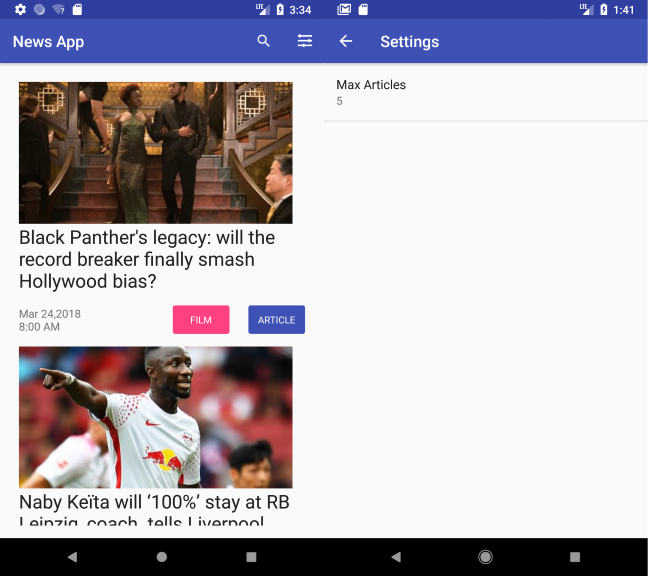 LTE 3:34
News App
Black Panther's legacy: will the
record breaker finally smash
Hollywood bias?
Mar 24,2018
8:00 AM
FILM
ARTICLE
Naby Keïta will ‘100%’ stay at RB
Leipzig, coach tells Liverpool
LTE 1:41
Settings
Max Articles
5